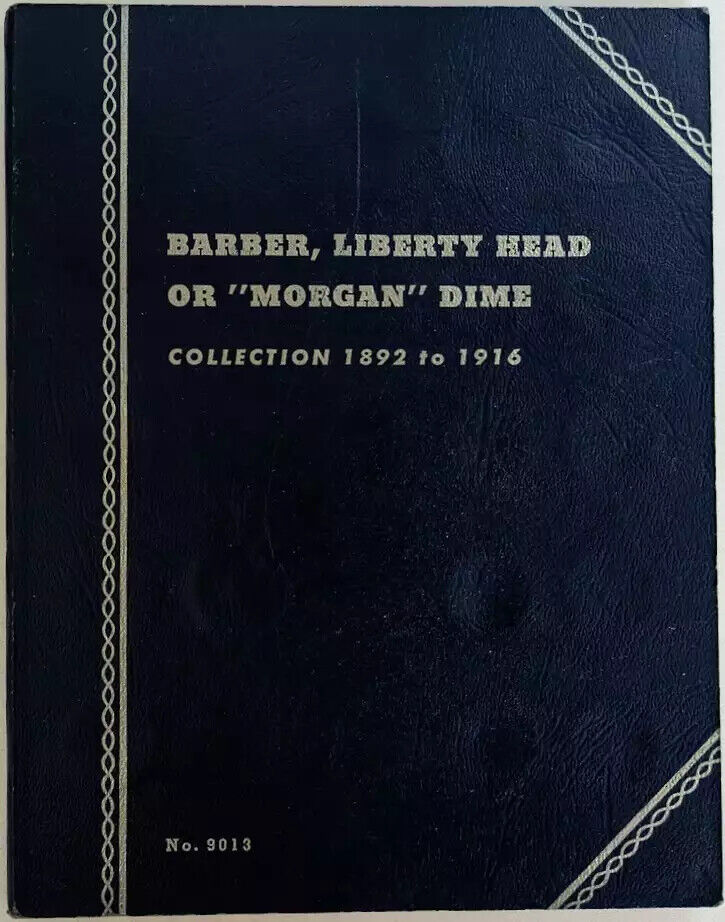 BARBER, LIBERTY HEAD
OR "MORGAN" DIME
COLLECTION 1892 to 1916
No. 9013